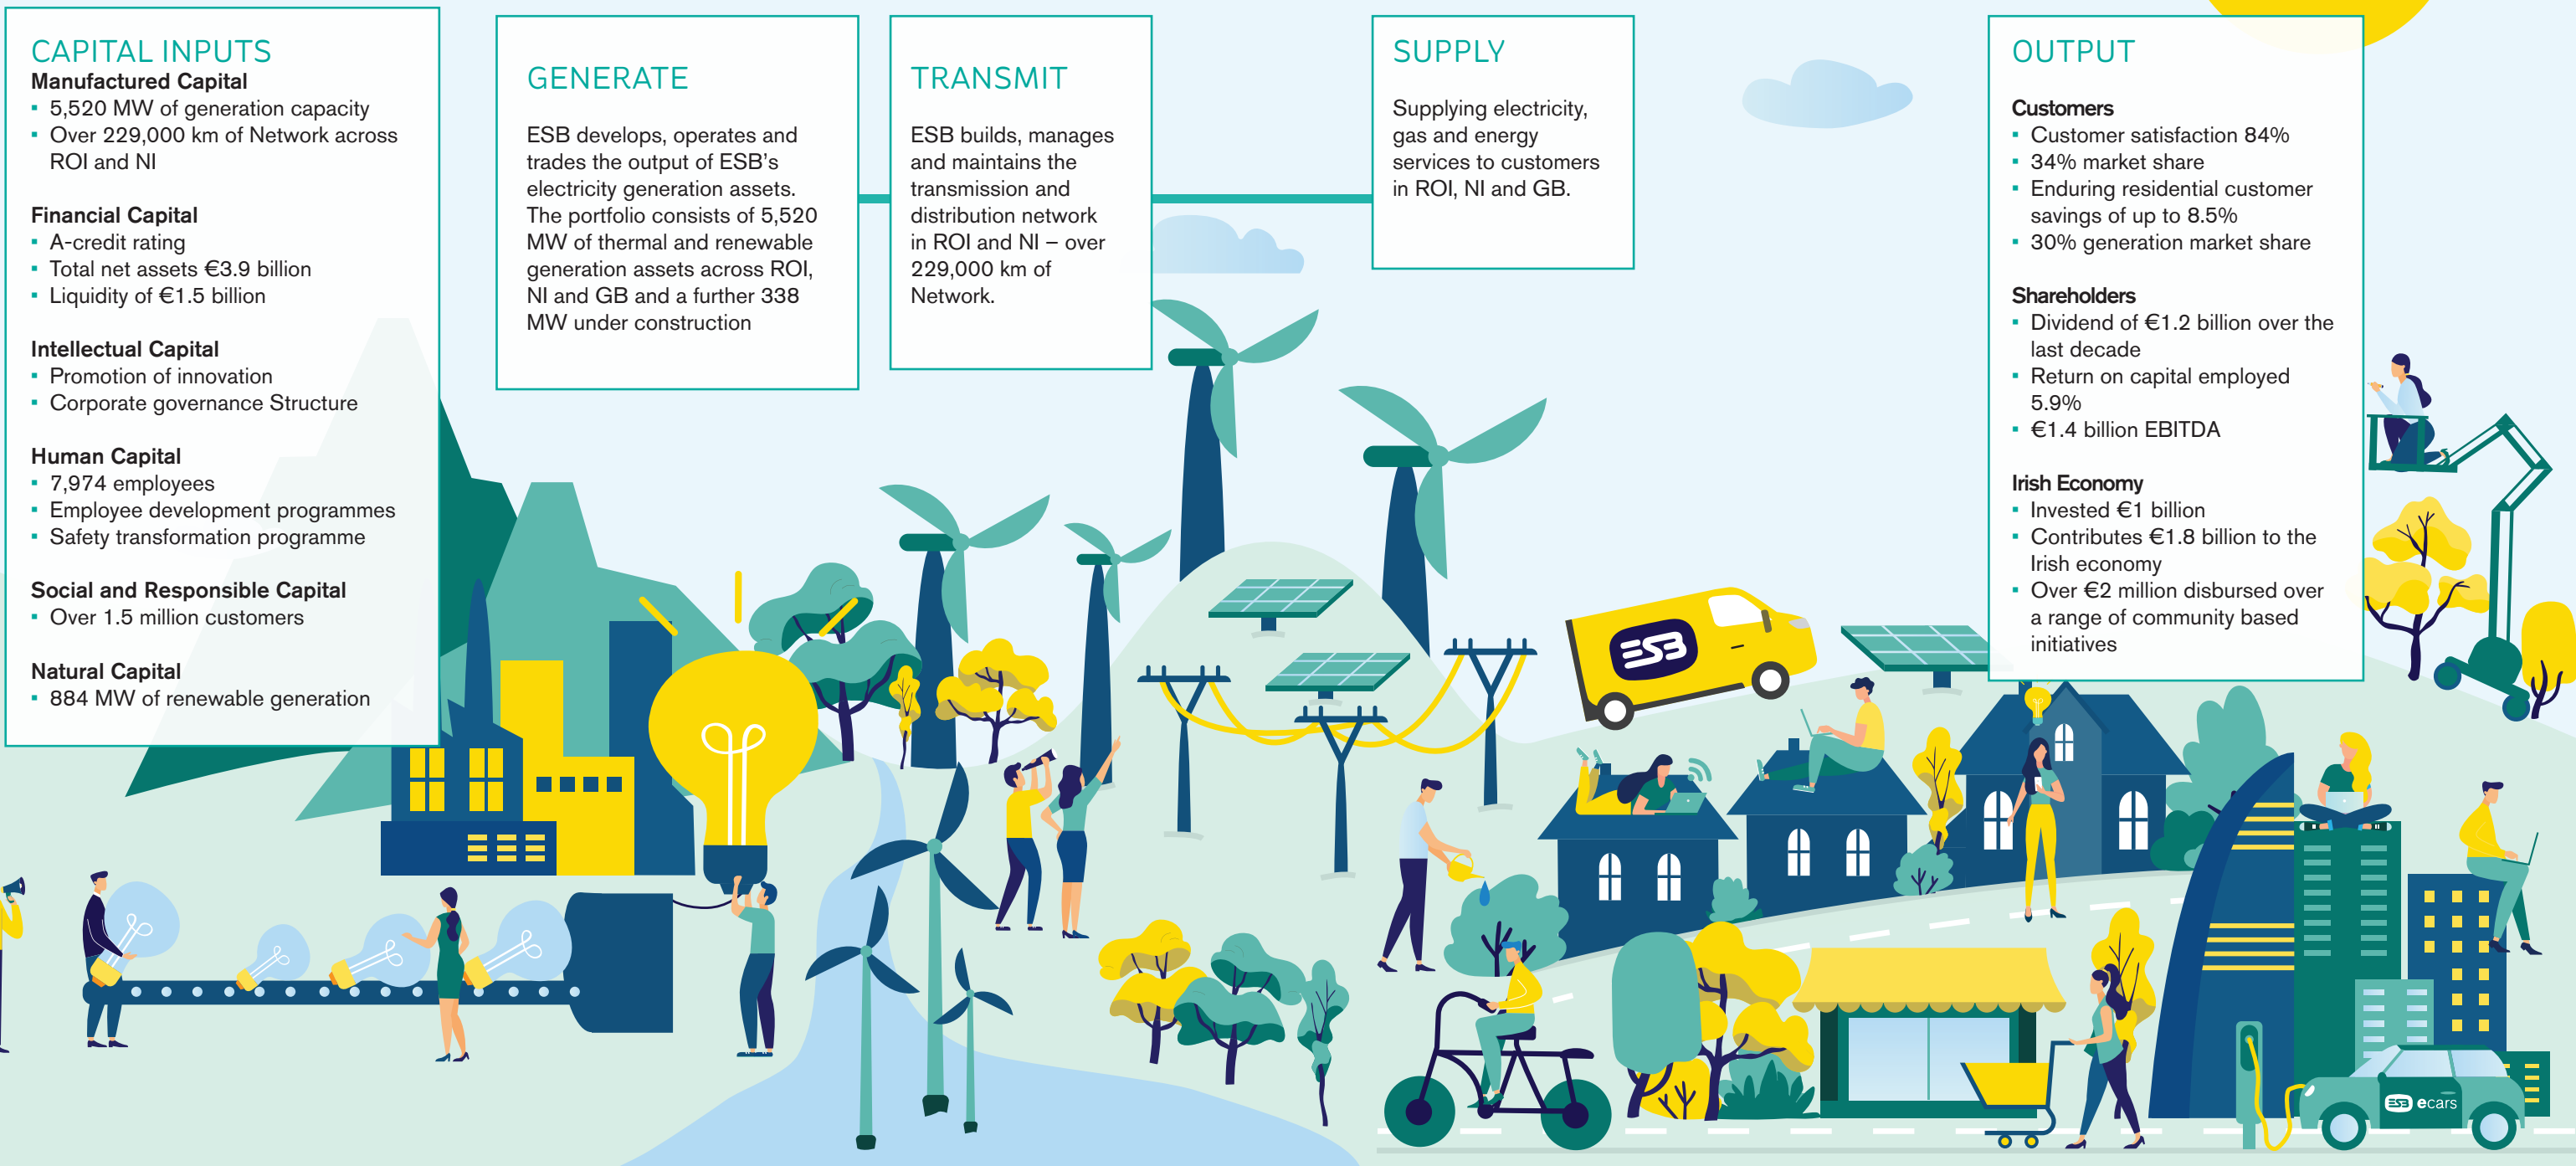 CAPITAL INPUTS
Manufactured Capital
▪ 5,520 MW of generation capacity
▪ Over 229,000 km of Network across
ROI and NI
Financial Capital
▪ A-credit rating
▪ Total net assets €3.9 billion
▪ Liquidity of €1.5 billion
Intellectual Capital
▪ Promotion of innovation
▪ Corporate governance Structure
Human Capital
▪ 7,974 employees
▪ Employee development programmes
▪ Safety transformation programme
Social and Responsible Capital
▪ Over 1.5 million customers
Natural Capital
▪ 884 MW of renewable generation
GENERATE
ESB develops, operates and
trades the output of ESB's
electricity generation assets.
The portfolio consists of 5,520
MW of thermal and renewable
generation assets across ROI,
NI and GB and a further 338
MW under construction
TRANSMIT
ESB builds, manages
and maintains the
transmission and
distribution network
in ROI and NI – over
229,000 km of
Network.
SUPPLY
Supplying electricity,
gas and energy
services to customers
in ROI, NI and GB.
OUTPUT
Customers
▪ Customer satisfaction 84%
▪ 34% market share
▪ Enduring residential customer
savings of up to 8.5%
▪ 30% generation market share
Shareholders
▪ Dividend of €1.2 billion over the
last decade
▪ Return on capital employed
5.9%
▪ €1.4 billion EBITDA
Irish Economy
▪ Invested €1 billion
▪ Contributes €1.8 billion to the
Irish economy
▪ Over €2 million disbursed over
a range of community based
initiatives
ESB
ESB ecars